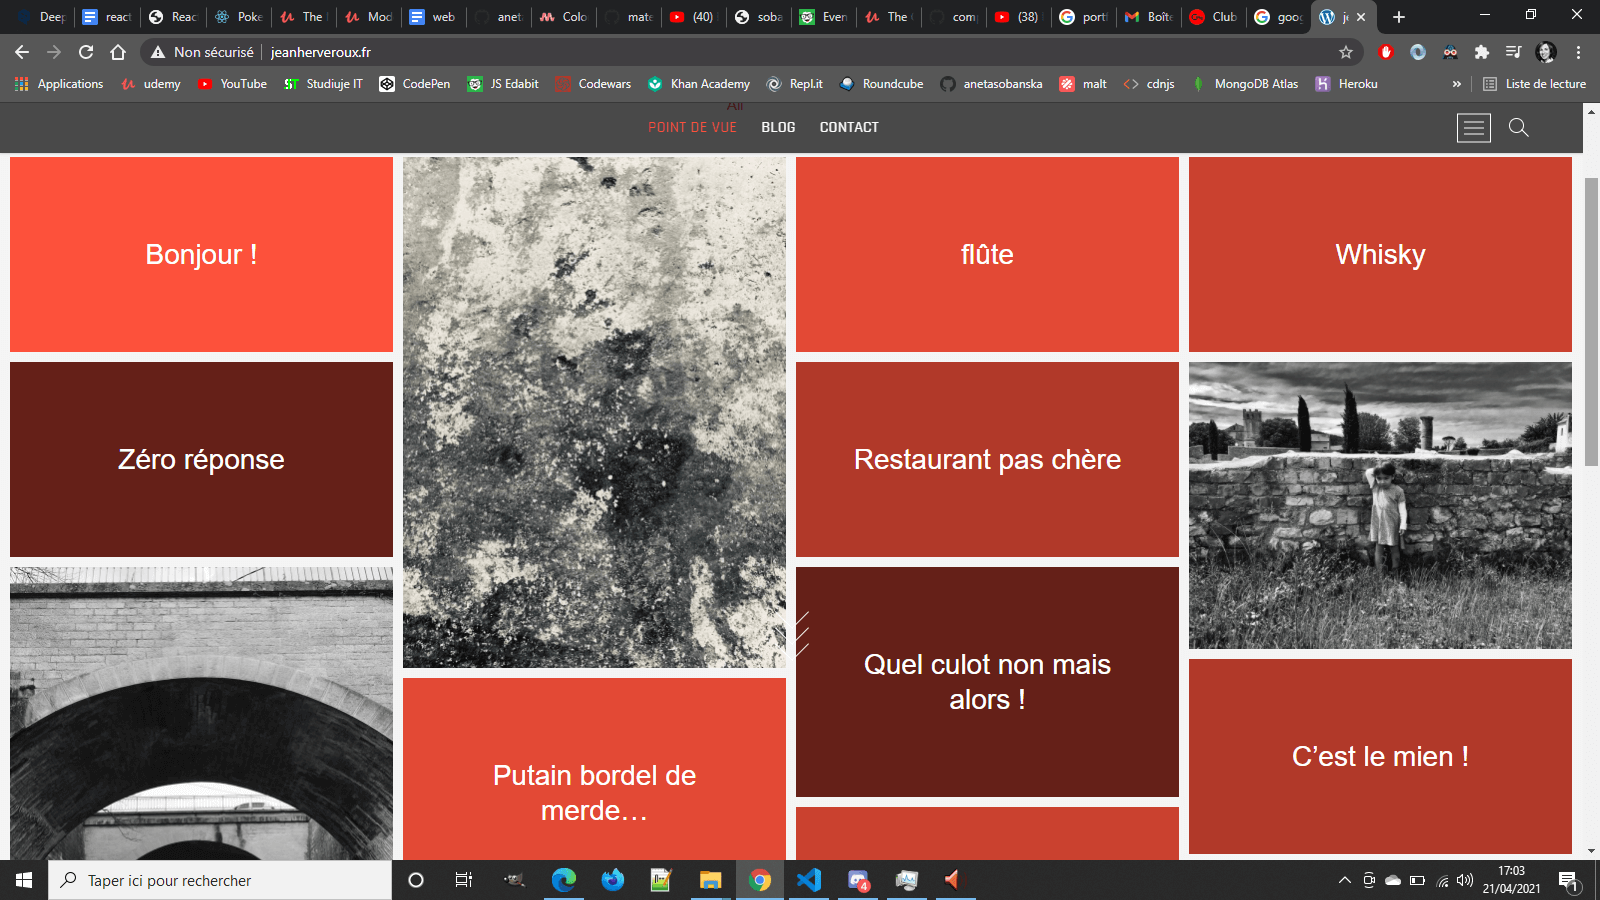 Deep
react
Reac
Poke
The
Mod
web
anet
Colo
mate
(40)
soba
Even
The
com
(38)
portf
Boîte
Club
goog
Non sécurisé
jeanherveroux.fr
Applications
udemy
YouTube
Studiuje IT
CodePen
JS Edabit
Codewars
Khan Academy
Repl.it
Roundcube
anetasobanska
malt
cdnjs
MongoDB Atlas
Heroku
»
Liste de lecture
All
POINT DE VUE
BLOG
CONTACT
Bonjour !
flûte
Whisky
Zéro réponse
Restaurant pas chère
Quel culot non mais
alors !
Putain bordel de
merde…
C’est le mien !
Taper ici pour rechercher
4
17:03
21/04/2021
1